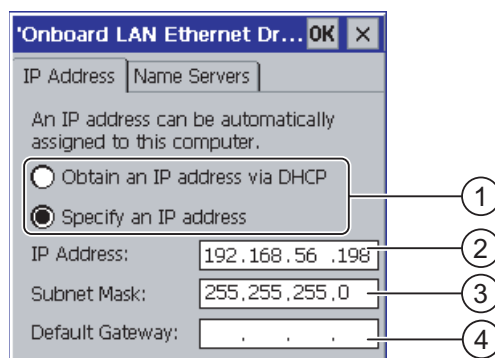 'Onboard LAN Ethernet Dr... OK ×
IP Address Name Servers
An IP address can be automatically
assigned to this computer.
Obtain an IP address via DHCP
Specify an IP address
1
IP Address: 192.168.56 .198
2
Subnet Mask: 255.255.255.0
3
Default Gateway: . . .
4